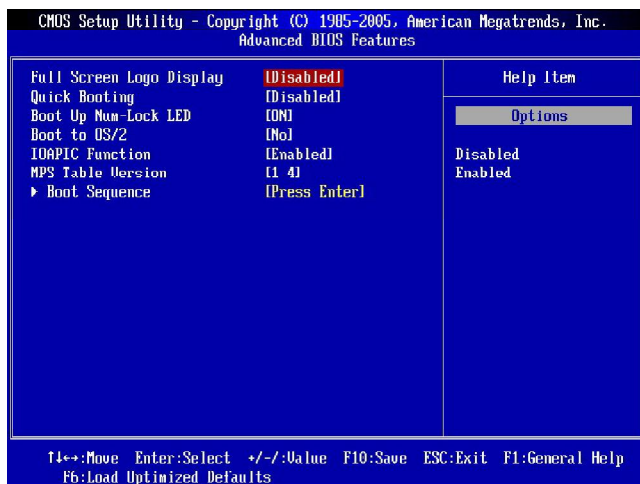 CMOS Setup Utility - Copyright (C) 1985-2005, American Megatrends, Inc.
Advanced BIOS Features
Full Screen Logo Display [Disabled]
Quick Booting [Disabled]
Boot Up Num-Lock LED [ON]
Boot to OS/2 [No]
IOAPIC Function [Enabled]
MPS Table Version [1 4]
▶ Boot Sequence [Press Enter]
Help Item
Options
Disabled
Enabled
↑↓←→:Move Enter:Select +/-/:Value F10:Save ESC:Exit F1:General Help
F6:Load Optimized Defaults